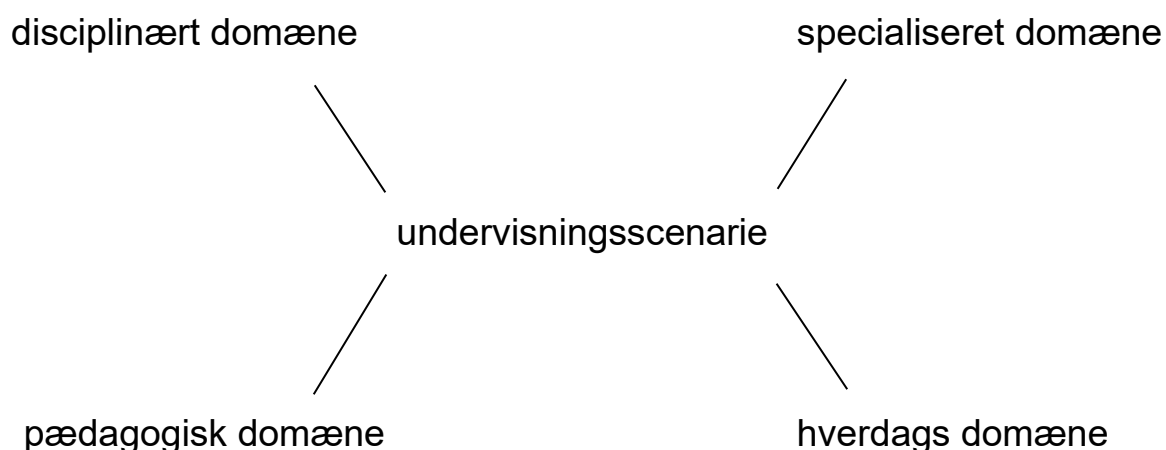 disciplinært domæne
specialiseret domæne
undervisningsscenarie
pædagogisk domæne
hverdags domæne